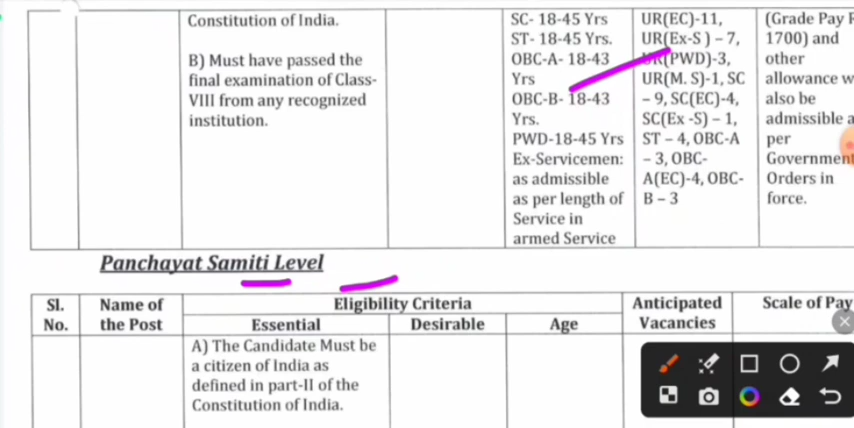 Constitution of India.
B) Must have passed the
final examination of Class-
VIII from any recognized
institution.
SC- 18-45 Yrs
ST- 18-45 Yrs.
OBC-A- 18-43
Yrs
OBC-B- 18-43
Yrs.
PWD-18-45 Yrs
Ex-Servicemen:
as admissible
as per length of
Service in
armed Service
UR(EC)-11,
UR(Ex-S ) – 7,
UR(PWD)-3,
UR(M. S)-1, SC
– 9, SC(EC)-4,
SC(Ex -S) – 1,
ST – 4, OBC-A
– 3, OBC-
A(EC)-4, OBC-
B – 3
(Grade Pay
1700) and
other
allowance w
also be
admissible a
per
Government
Orders in
force.
Panchayat Samiti Level
Sl.
No.
Name of
the Post
Eligibility Criteria
Essential
Desirable
Age
Anticipated
Vacancies
Scale of Pay
A) The Candidate Must be
a citizen of India as
defined in part-II of the
Constitution of India.